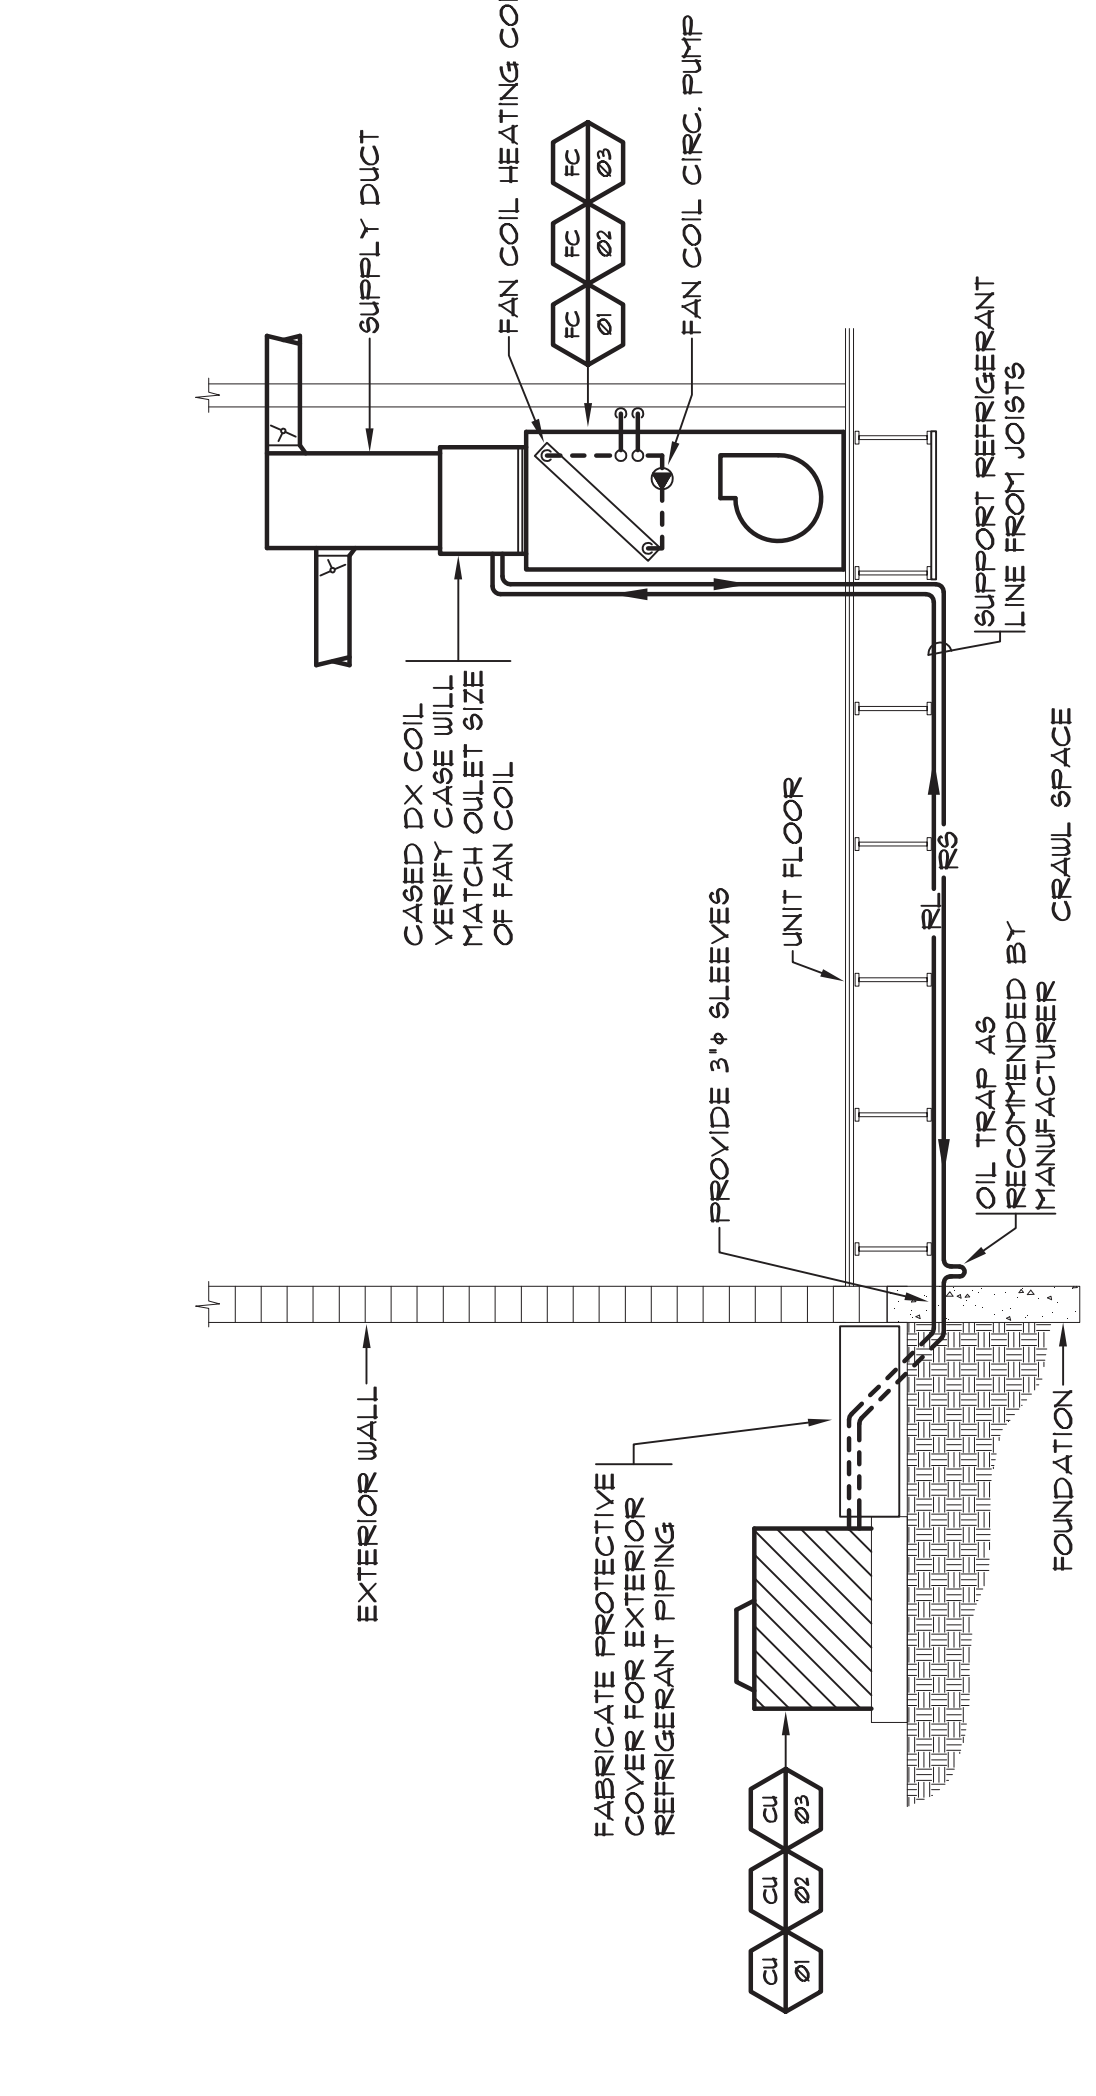 SUPPLY DUCT
FAN COIL HEATING
FC
01
FC
02
FC
03
FAN COIL CIRC. PUMP
CASED DX COIL
VERIFY CASE WILL
MATCH OULET SIZE
OF FAN COIL
SUPPORT REFRIGERANT
LINE FROM JOISTS
UNIT FLOOR
PROVIDE 3"ϕ SLEEVES
RL
RS
CRAWL SPACE
OIL TRAP AS
RECOMMENDED BY
MANUFACTURER
EXTERIOR WALL
FABRICATE PROTECTIVE
COVER FOR EXTERIOR
REFRIGERANT PIPING
FOUNDATION
CU
01
CU
02
CU
03